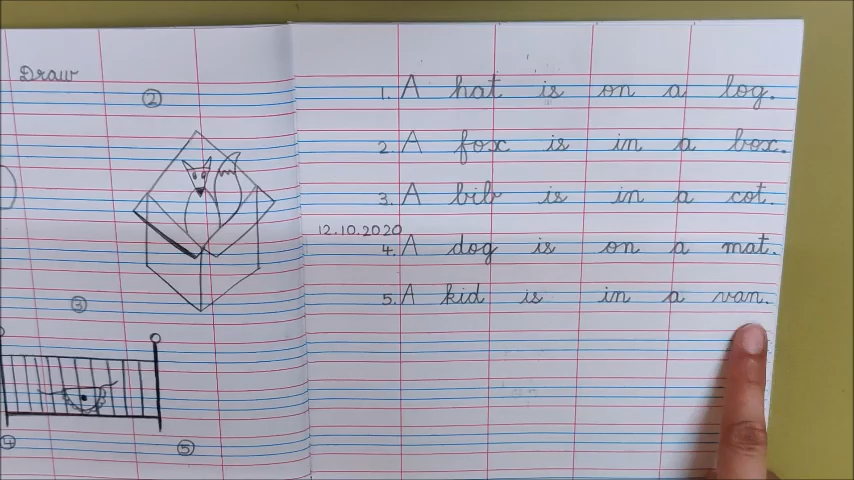 Draw
②
③
④
⑤
1. A hat is on a log.
2. A fox is in a box.
3. A bib is in a cot.
12.10.2020
4. A dog is on a mat.
5. A kid is in a van.